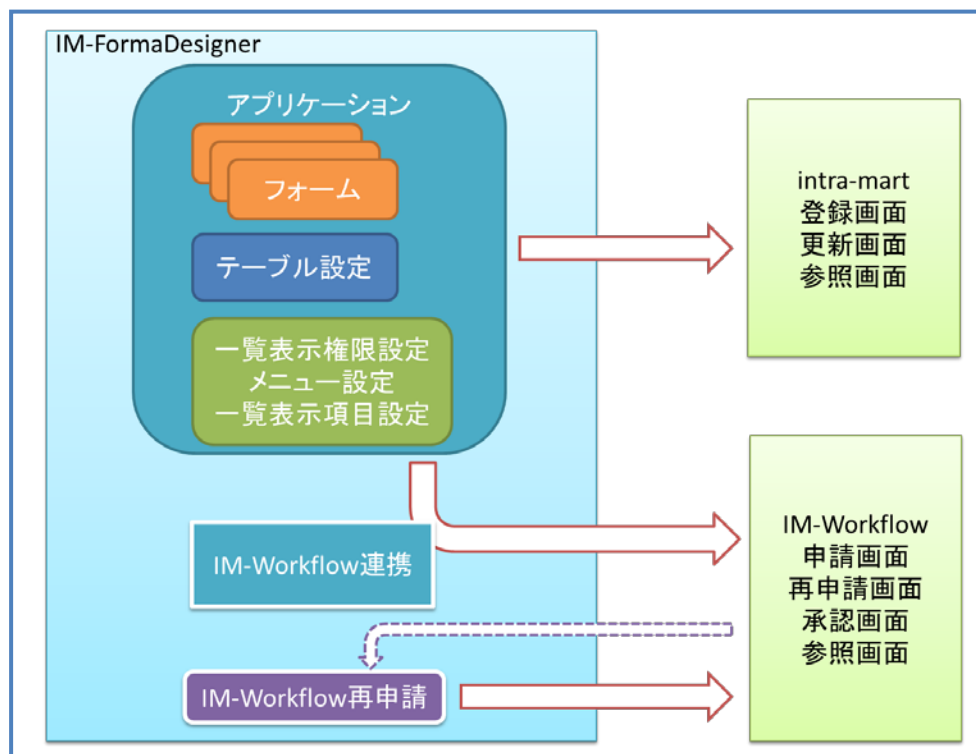 IM-FormaDesigner
アプリケーション
フォーム
テーブル設定
一覧表示権限設定
メニュー設定
一覧表示項目設定
IM-Workflow連携
IM-Workflow再申請
intra-mart
登録画面
更新画面
参照画面
IM-Workflow
申請画面
再申請画面
承認画面
参照画面